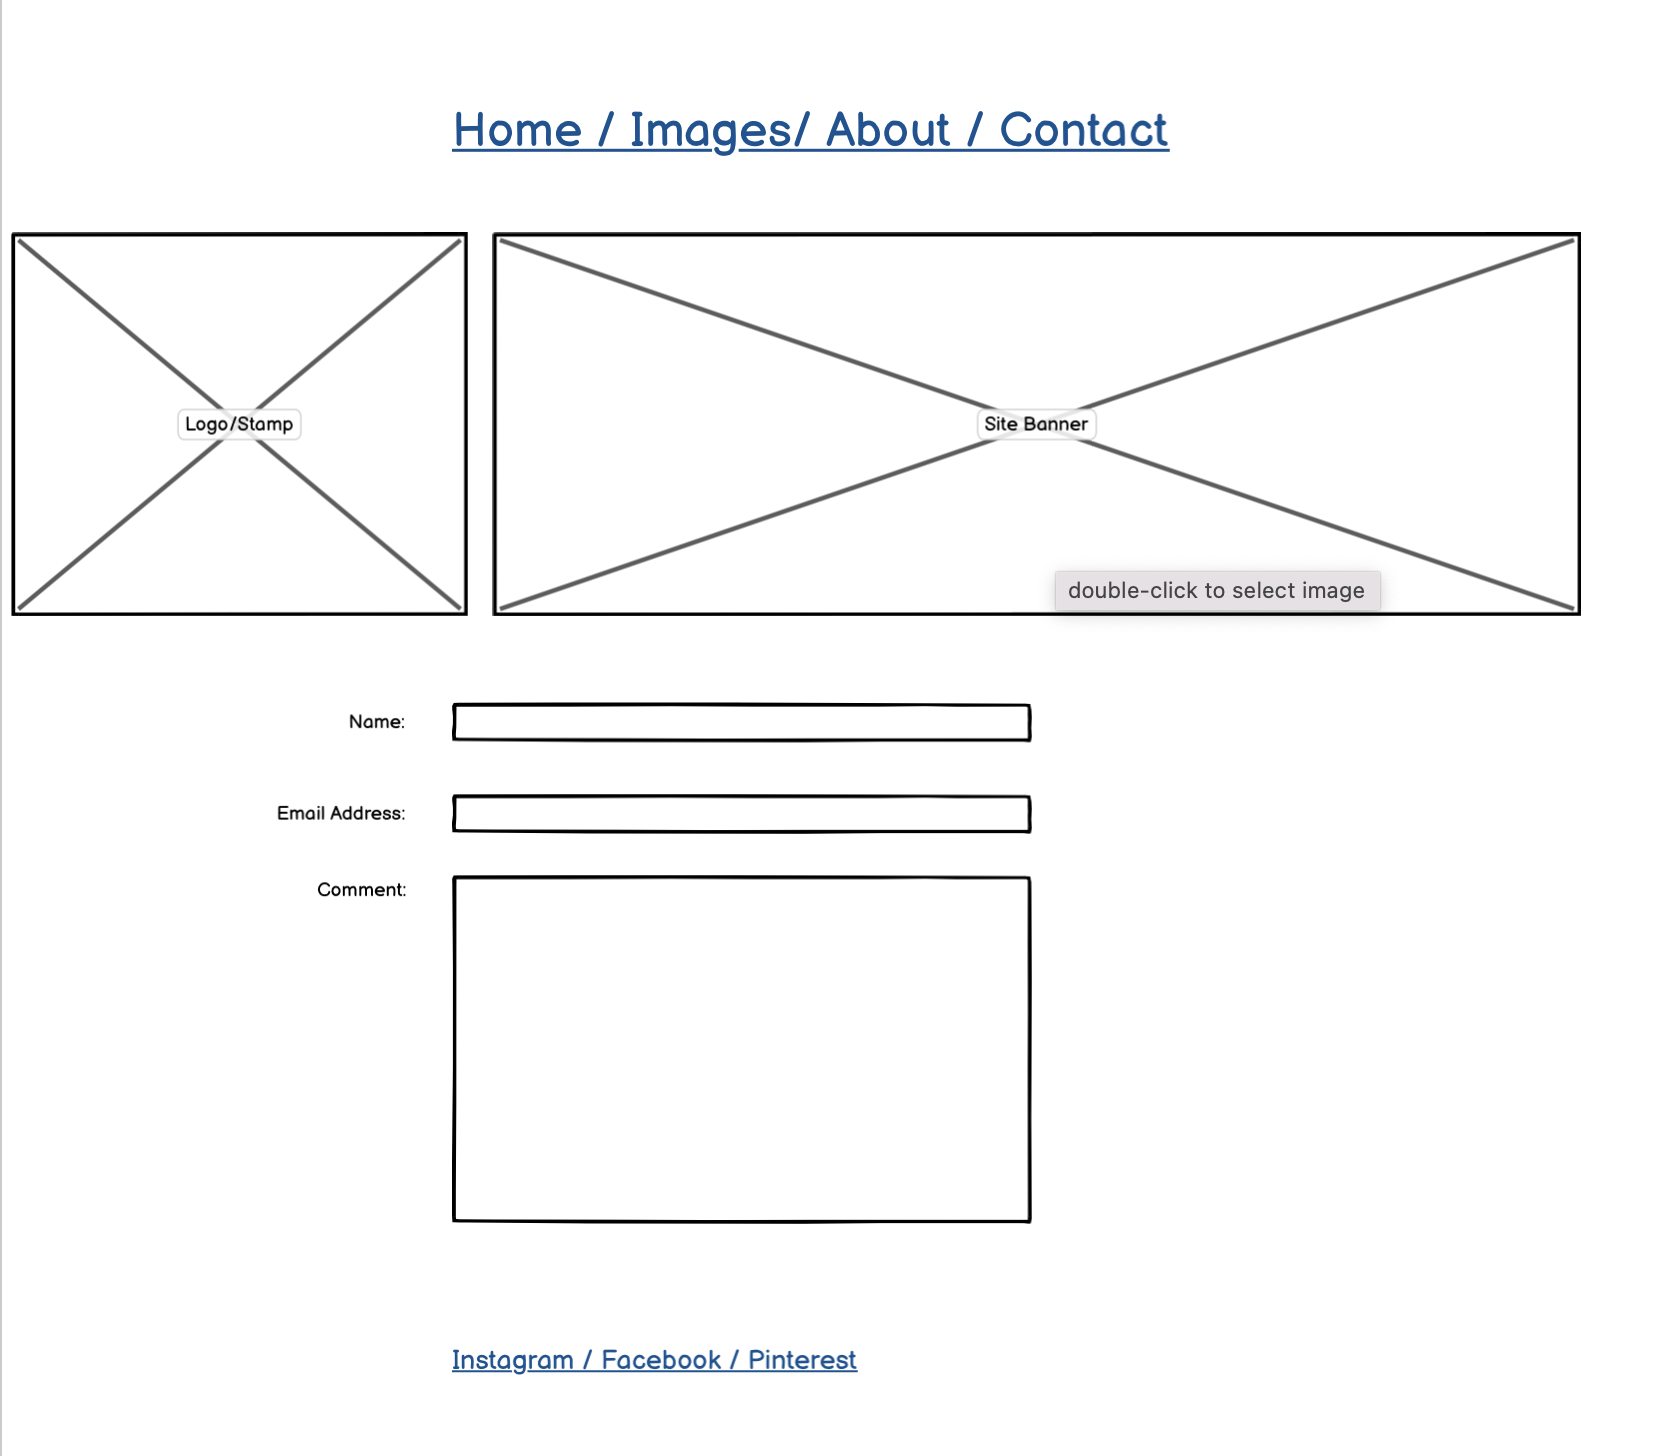 Home / Images/ About / Contact
Logo/Stamp
Site Banner
double-click to select image
Name:
Email Address:
Comment:
Instagram / Facebook / Pinterest